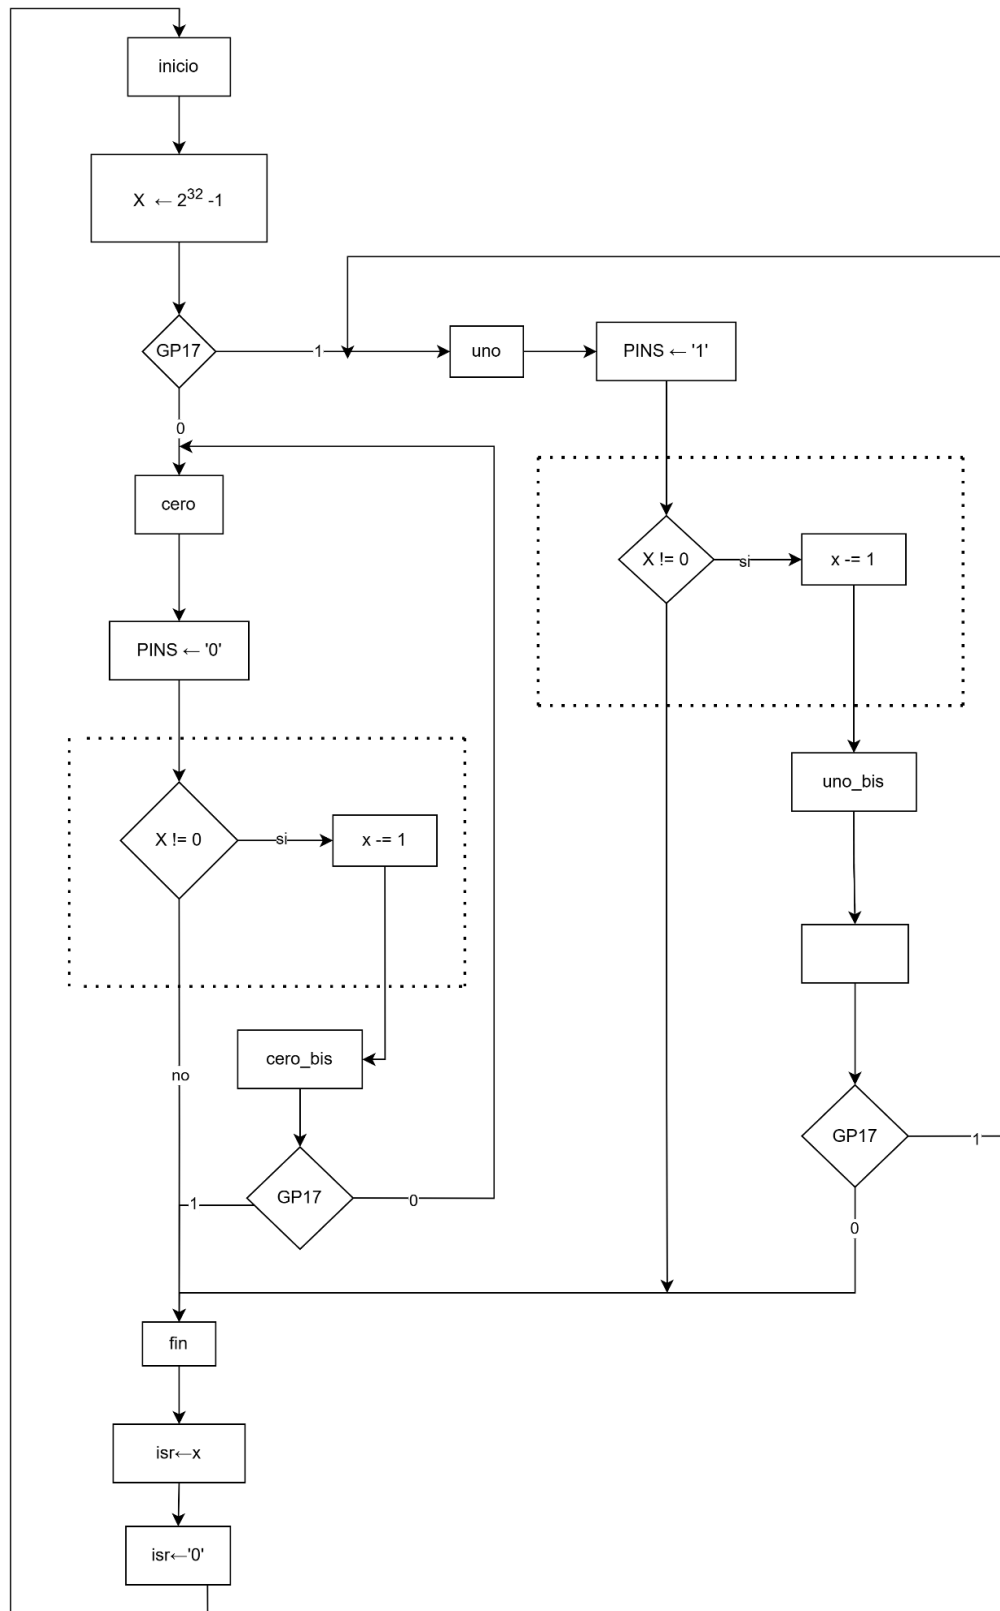 inicio
X ← 2³² -1
GP17
1
uno
PINS ← '1'
0
cero
X != 0
si
x -= 1
PINS ← '0'
uno_bis
X != 0
si
x -= 1
cero_bis
no
GP17
1
GP17
1
0
0
fin
isr←x
isr←'0'